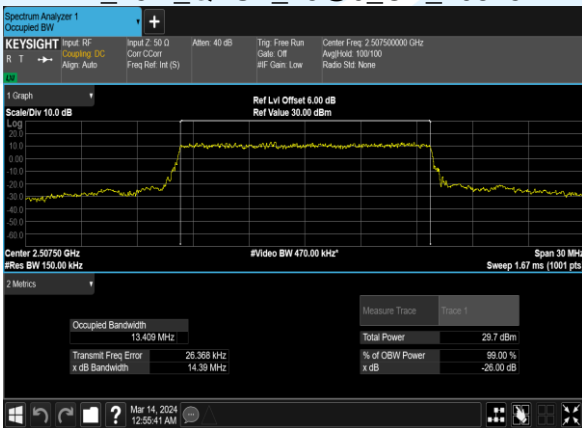 Spectrum Analyzer 1
Occupied BW
+
KEYSIGHT Input: RF Input Z: 50 Ω Atten: 40 dB Trig: Free Run Center Freq: 2.507500000 GHz
R T Coupling: DC Corr CCorr Gate: Off Avg|Hold: 100/100
Align: Auto Freq Ref: Int (S) #IF Gain: Low Radio Std: None
1 Graph
Scale/Div 10.0 dB
Ref Lvl Offset 6.00 dB
Ref Value 30.00 dBm
Log
20.0
10.0
0.00
-10.0
-20.0
-30.0
-40.0
-50.0
-60.0
Center 2.50750 GHz #Video BW 470.00 kHz* Span 30 MHz
#Res BW 150.00 kHz Sweep 1.67 ms (1001 pts
2 Metrics
Measure Trace Trace 1
Occupied Bandwidth
13.409 MHz Total Power 29.7 dBm
Transmit Freq Error 26.368 kHz % of OBW Power 99.00 %
x dB Bandwidth 14.39 MHz x dB -26.00 dB
?
Mar 14, 2024
12:55:41 AM